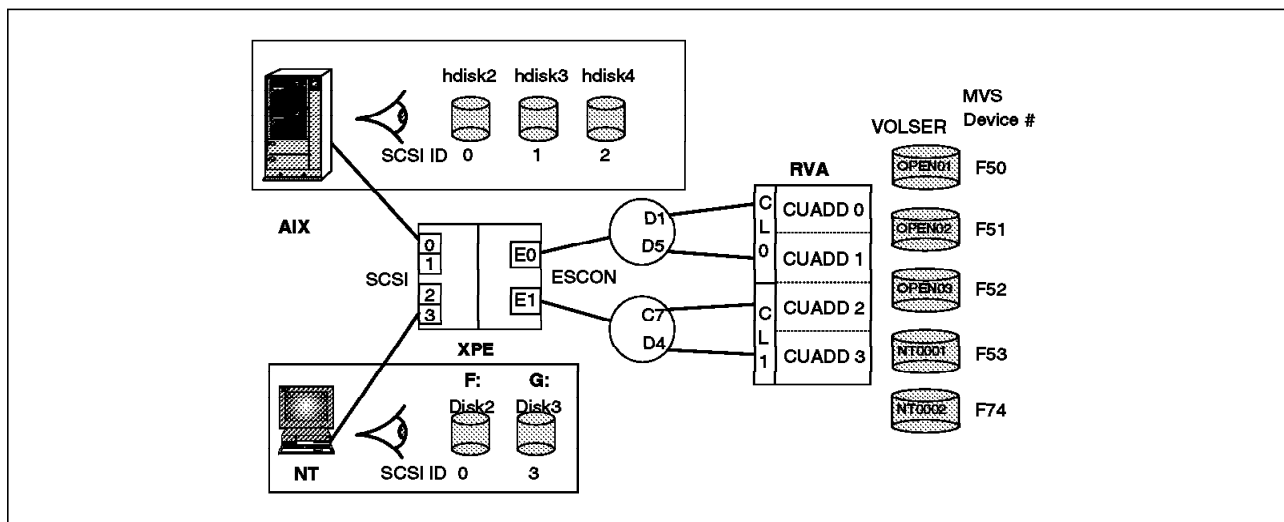 hdisk2 hdisk3 hdisk4
SCSI ID 0 1 2
AIX
0
1
2
3
SCSI
E0
E1
ESCON
XPE
D1
D5
C7
D4
RVA
CL0
CL1
CUADD 0
CUADD 1
CUADD 2
CUADD 3
VOLSER
MVS
Device #
OPEN01 F50
OPEN02 F51
OPEN03 F52
NT0001 F53
NT0002 F74
F: G:
Disk2 Disk3
SCSI ID 0 3
NT